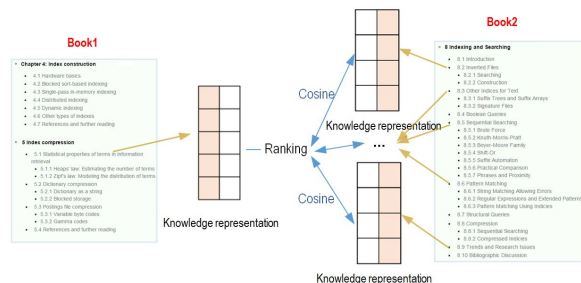 Book1
Chapter 4: Index construction
4.1 Hardware basics
4.2 Blocked sort-based indexing
4.3 Single-pass in-memory indexing
4.4 Distributed indexing
4.5 Dynamic indexing
4.6 Other types of indexes
4.7 References and further reading
5 Index compression
5.1 Statistical properties of terms in information
retrieval
5.1.1 Heaps' law: Estimating the number of terms
5.1.2 Zipf's law: Modeling the distribution of terms
5.2 Dictionary compression
5.2.1 Dictionary as a string
5.2.2 Blocked storage
5.3 Postings file compression
5.3.1 Variable byte codes
5.3.2 Gamma codes
5.4 References and further reading
Knowledge representation
Ranking
Cosine
Cosine
Knowledge representation
...
Knowledge representation
Book2
8 Indexing and Searching
8.1 Introduction
8.2 Inverted Files
8.2.1 Searching
8.2.2 Construction
8.3 Other Indices for Text
8.3.1 Suffix Trees and Suffix Arrays
8.3.2 Signature Files
8.4 Boolean Queries
8.5 Sequential Searching
8.5.1 Brute Force
8.5.2 Knuth-Morris-Pratt
8.5.3 Boyer-Moore Family
8.5.4 Shift-Or
8.5.5 Suffix Automaton
8.5.6 Practical Comparison
8.5.7 Phrases and Proximity
8.6 Pattern Matching
8.6.1 String Matching Allowing Errors
8.6.2 Regular Expressions and Extended Patterns
8.6.3 Pattern Matching Using Indices
8.7 Structural Queries
8.8 Compression
8.8.1 Sequential Searching
8.8.2 Compressed Indices
8.9 Trends and Research Issues
8.10 Bibliographic Discussion